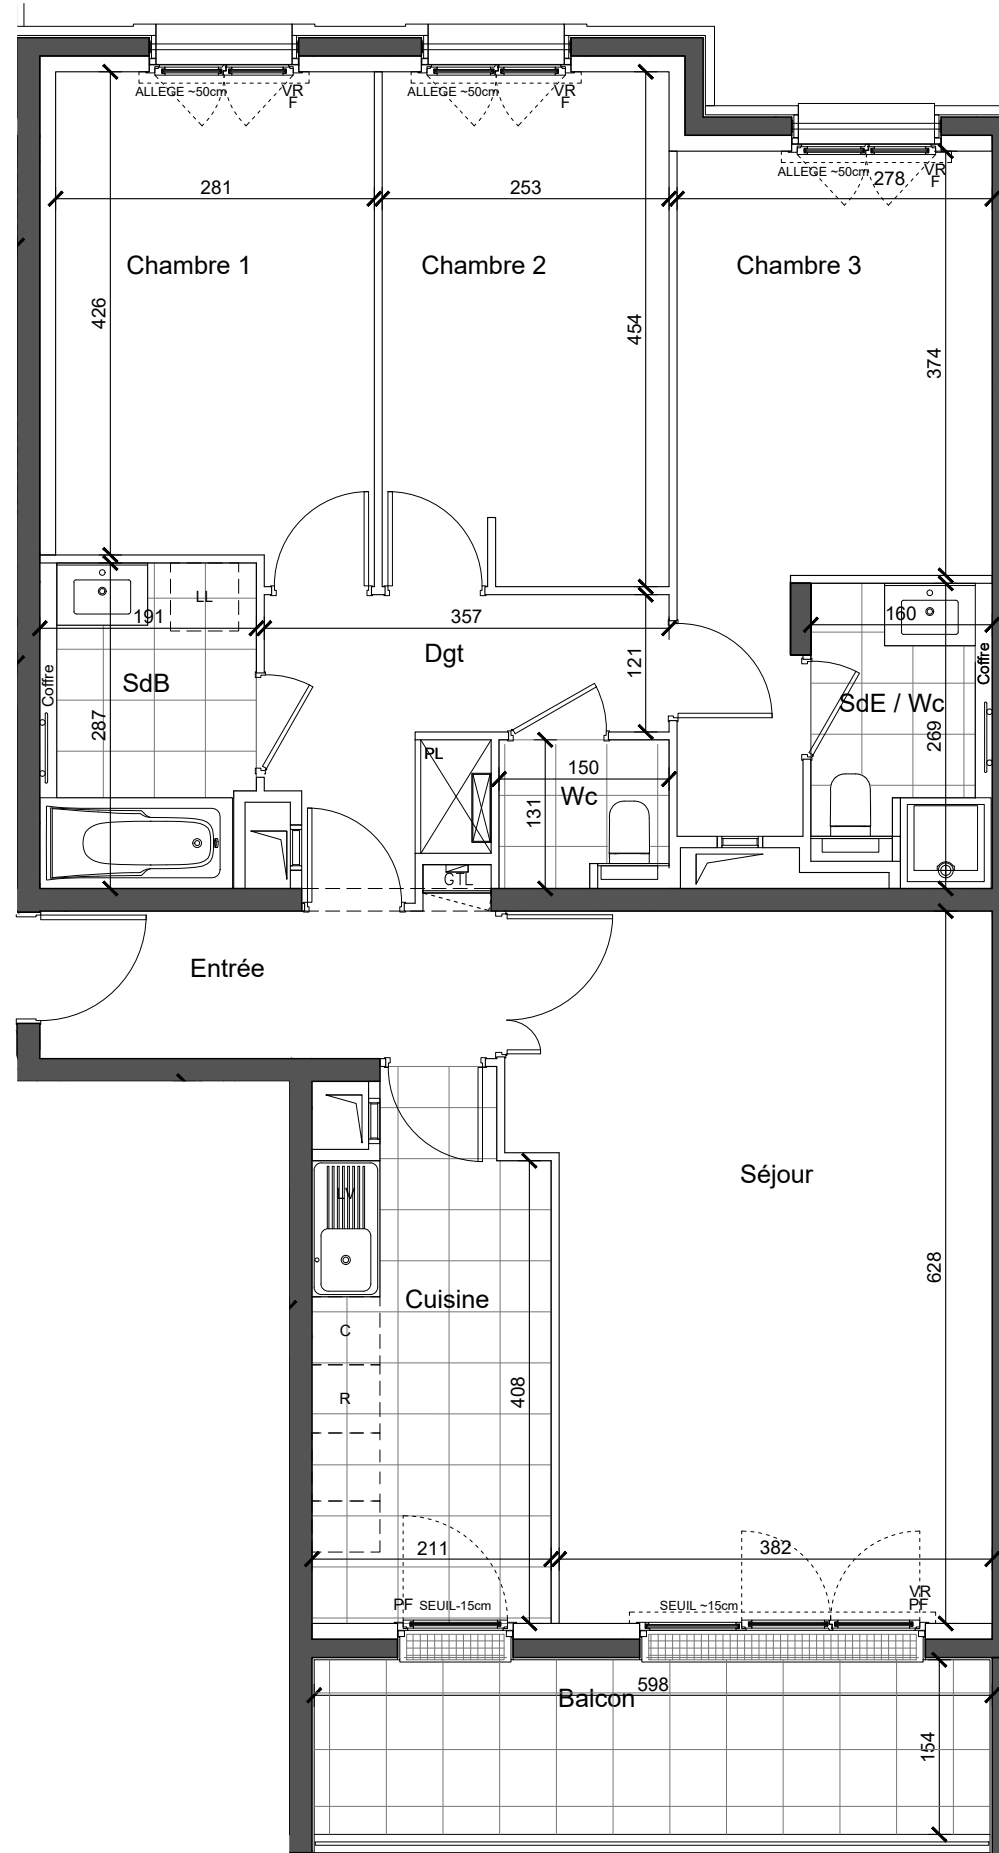 ALLEGE ~50cm
VR
F
ALLEGE ~50cm
VR
F
ALLEGE ~50cm
VR
F
281
253
278
Chambre 1
Chambre 2
Chambre 3
426
454
374
LL
191
357
160
Dgt
121
Coffre
SdB
287
Coffre
SdE / Wc
269
PL
150
Wc
131
GTL
Entrée
LV
Séjour
628
Cuisine
C
R
408
211
382
PF
SEUIL-15cm
SEUIL ~15cm
VR
PF
598
Balcon
154